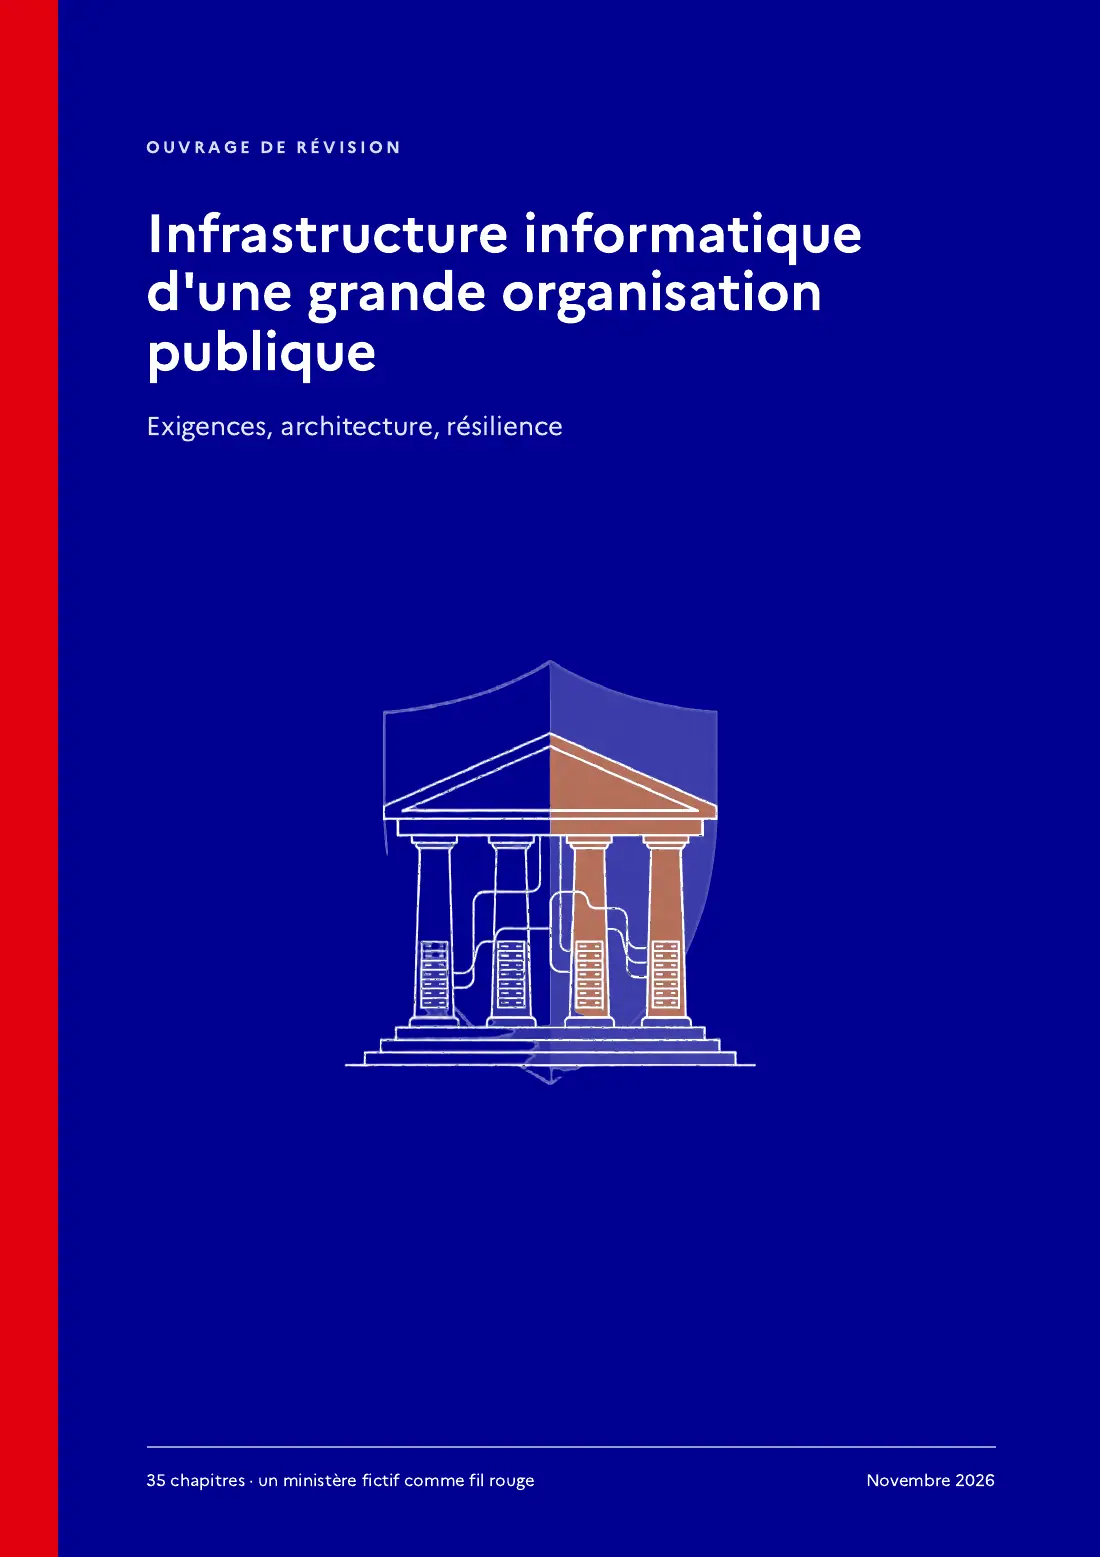 OUVRAGE DE RÉVISION
Infrastructure informatique
d'une grande organisation
publique
Exigences, architecture, résilience
35 chapitres · un ministère fictif comme fil rouge
Novembre 2026